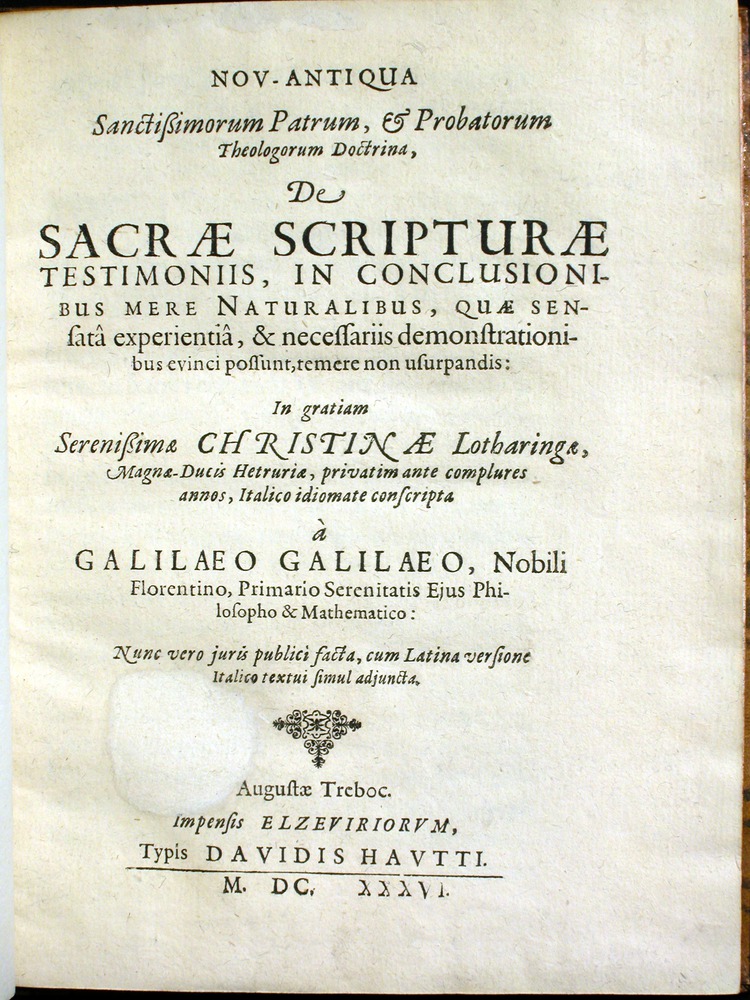 NOV-ANTIQUA
Sanctißimorum Patrum, & Probatorum
Theologorum Doctrina,
De
SACRÆ SCRIPTURÆ
TESTIMONIIS, IN CONCLUSIONI-
BUS MERE NATURALIBUS, QUÆ SEN-
ſatâ experientiâ, & neceſſariis demonſtrationi-
bus evinci poſſunt, temere non uſurpandis:
In gratiam
Sereniſſimæ CHRISTINÆ Lotharingæ,
Magnæ-Ducis Hetruriæ, privatim ante complures
annos, Italico idiomate conſcripta
à
GALILAEO GALILAEO, Nobili
Florentino, Primario Serenitatis Ejus Phi-
loſopho & Mathematico:
Nunc vero juris publici facta, cum Latina verſione
Italico textui ſimul adjuncta.
Auguſtæ Treboc.
Impenſis ELZEVIRIORVM,
Typis DAVIDIS HAVTTI.
M. DC. XXXVI.